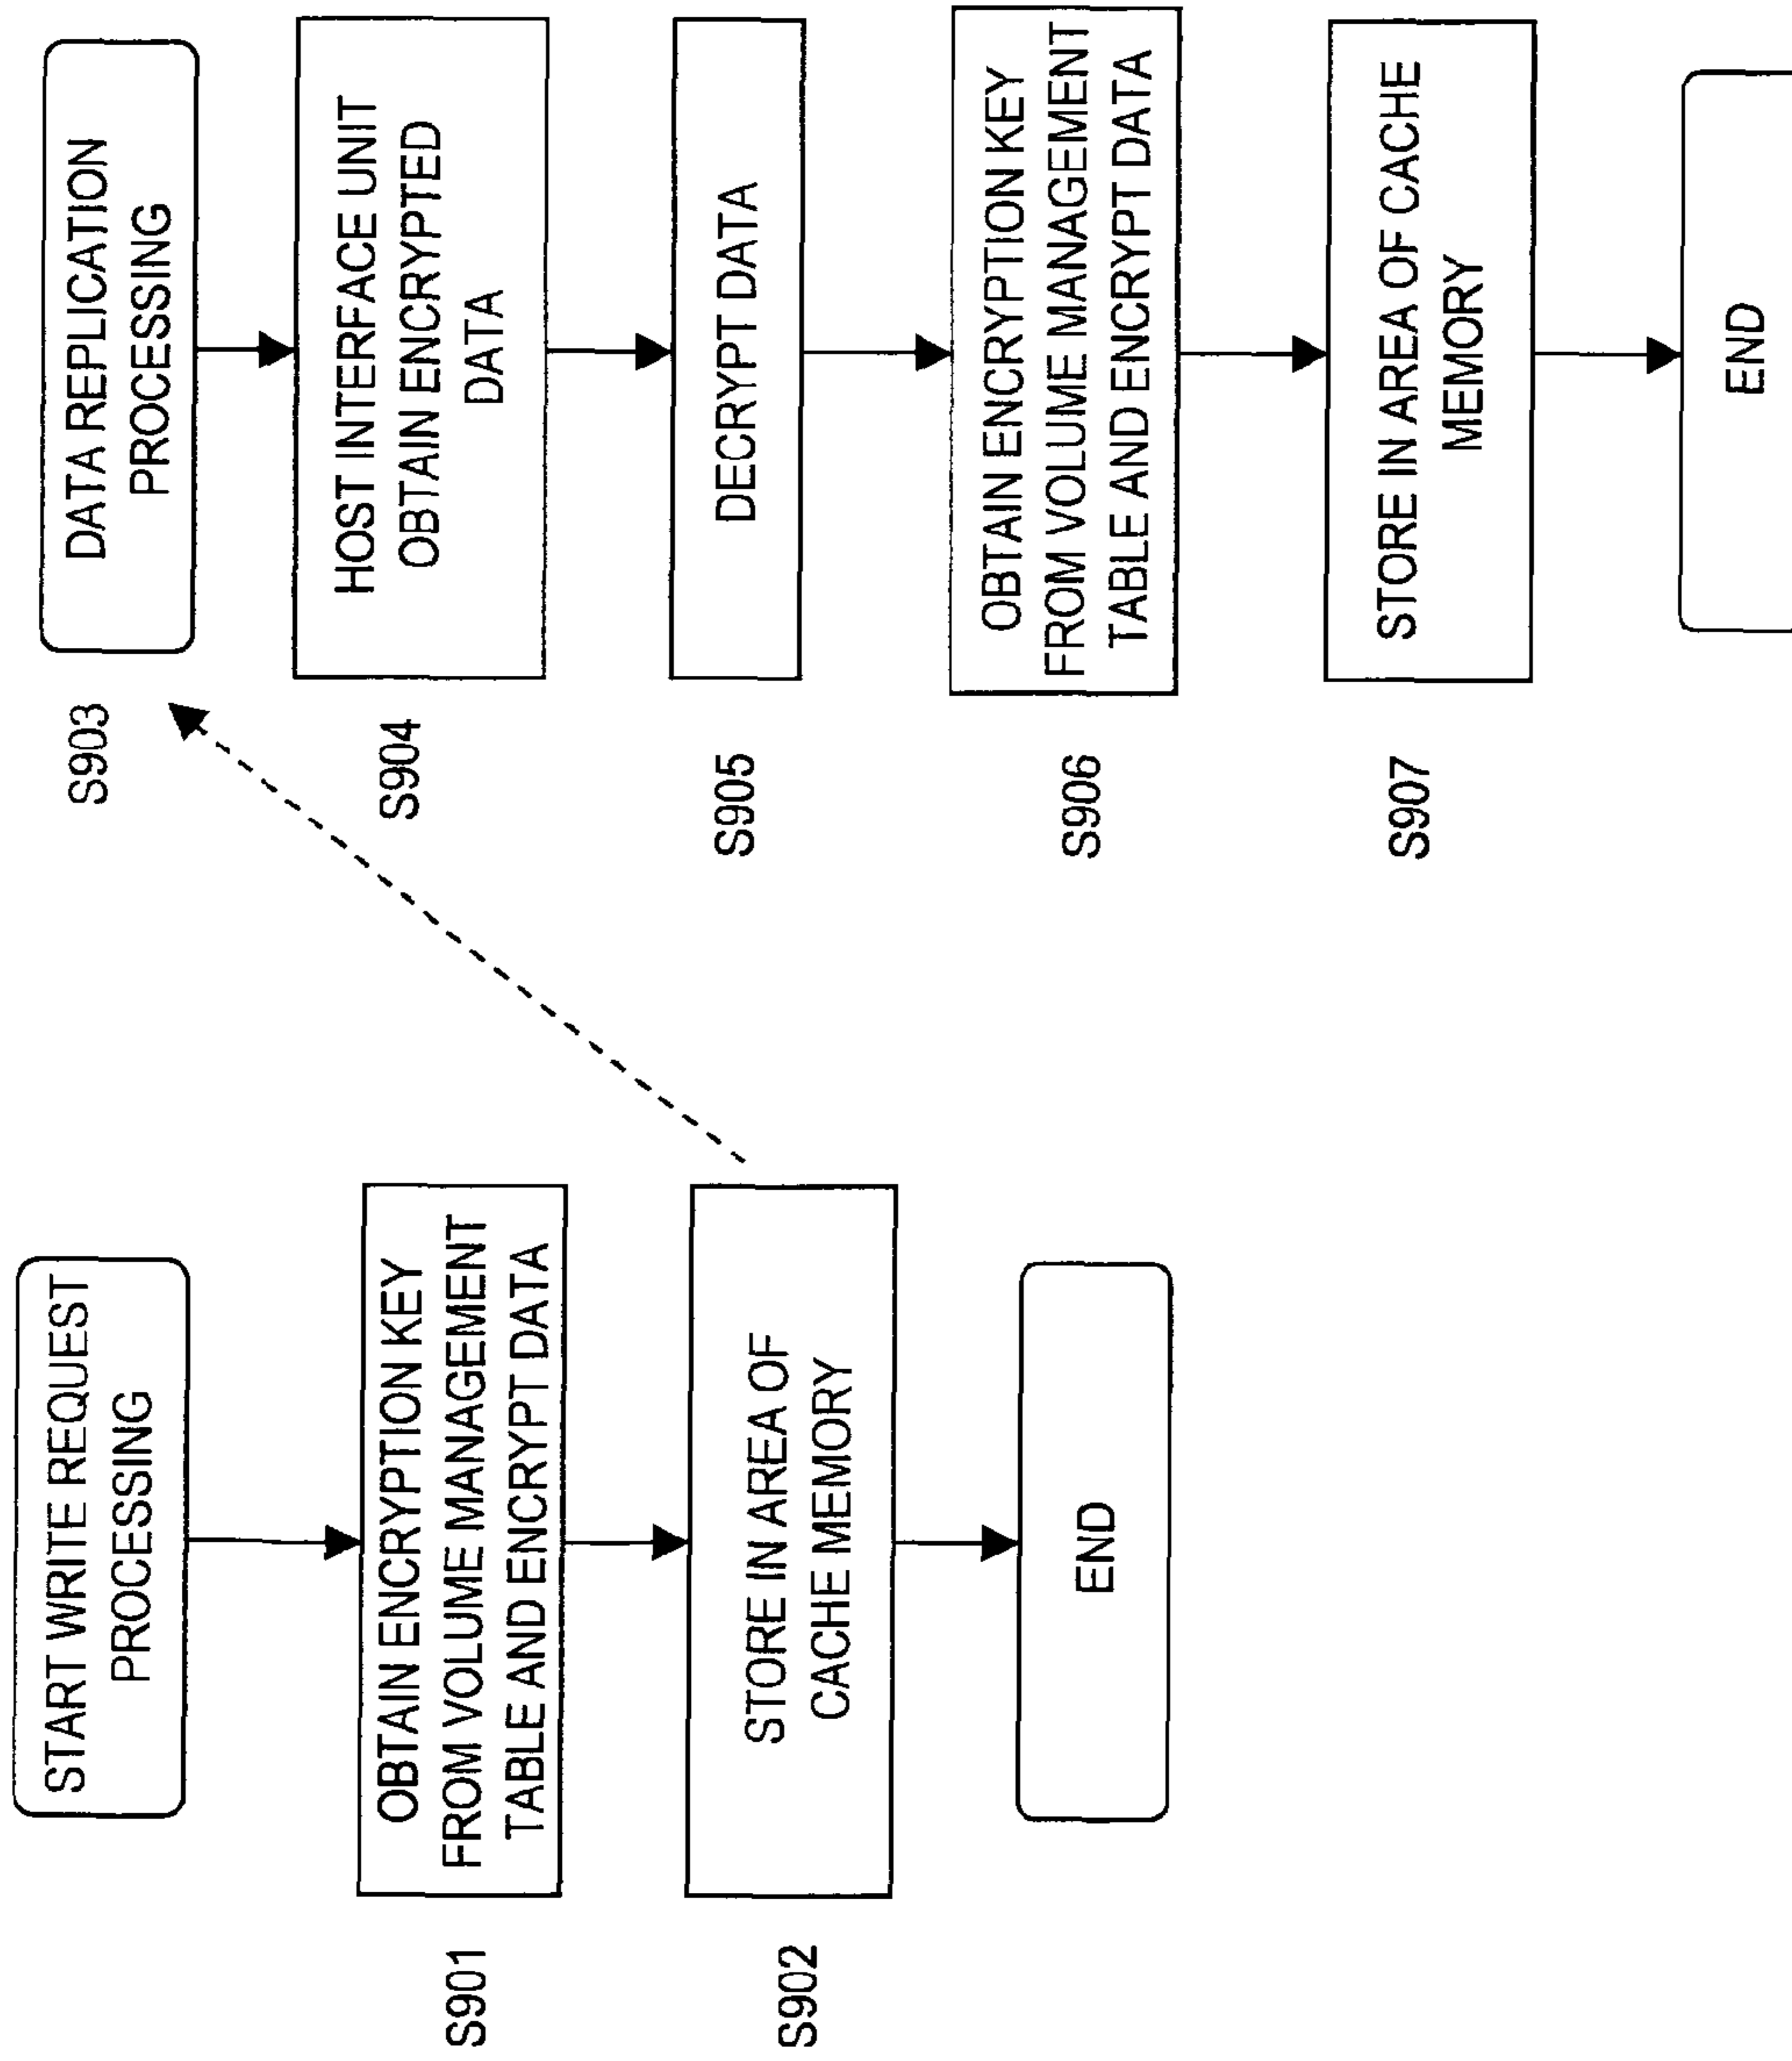 START WRITE REQUEST
PROCESSING
S901
OBTAIN ENCRYPTION KEY
FROM VOLUME MANAGEMENT
TABLE AND ENCRYPT DATA
S902
STORE IN AREA OF
CACHE MEMORY
END
S903
DATA REPLICATION
PROCESSING
S904
HOST INTERFACE UNIT
OBTAIN ENCRYPTED
DATA
S905
DECRYPT DATA
S906
OBTAIN ENCRYPTION KEY
FROM VOLUME MANAGEMENT
TABLE AND ENCRYPT DATA
S907
STORE IN AREA OF CACHE
MEMORY
END